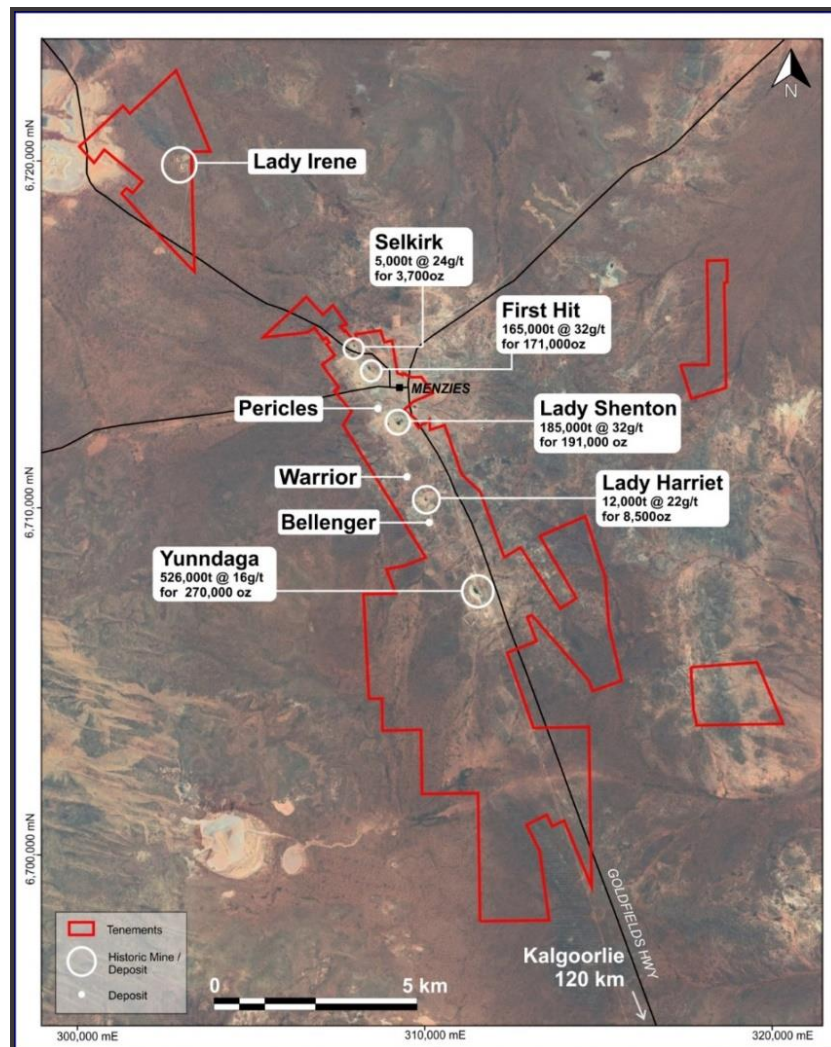 N
6,720,000 mN
Lady Irene
Selkirk
5,000t @ 24g/t
for 3,700oz
First Hit
165,000t @ 32g/t
for 171,000oz
MENZIES
Pericles
Lady Shenton
185,000t @ 32g/t
for 191,000 oz
Warrior
Lady Harriet
12,000t @ 22g/t
for 8,500oz
6,710,000 mN
Bellenger
Yunndaga
526,000t @ 16g/t
for 270,000 oz
6,700,000 mN
GOLDFIELDS HWY
Tenements
Historic Mine /
Deposit
Deposit
0 5 km
Kalgoorlie
120 km
300,000 mE 310,000 mE 320,000 mE